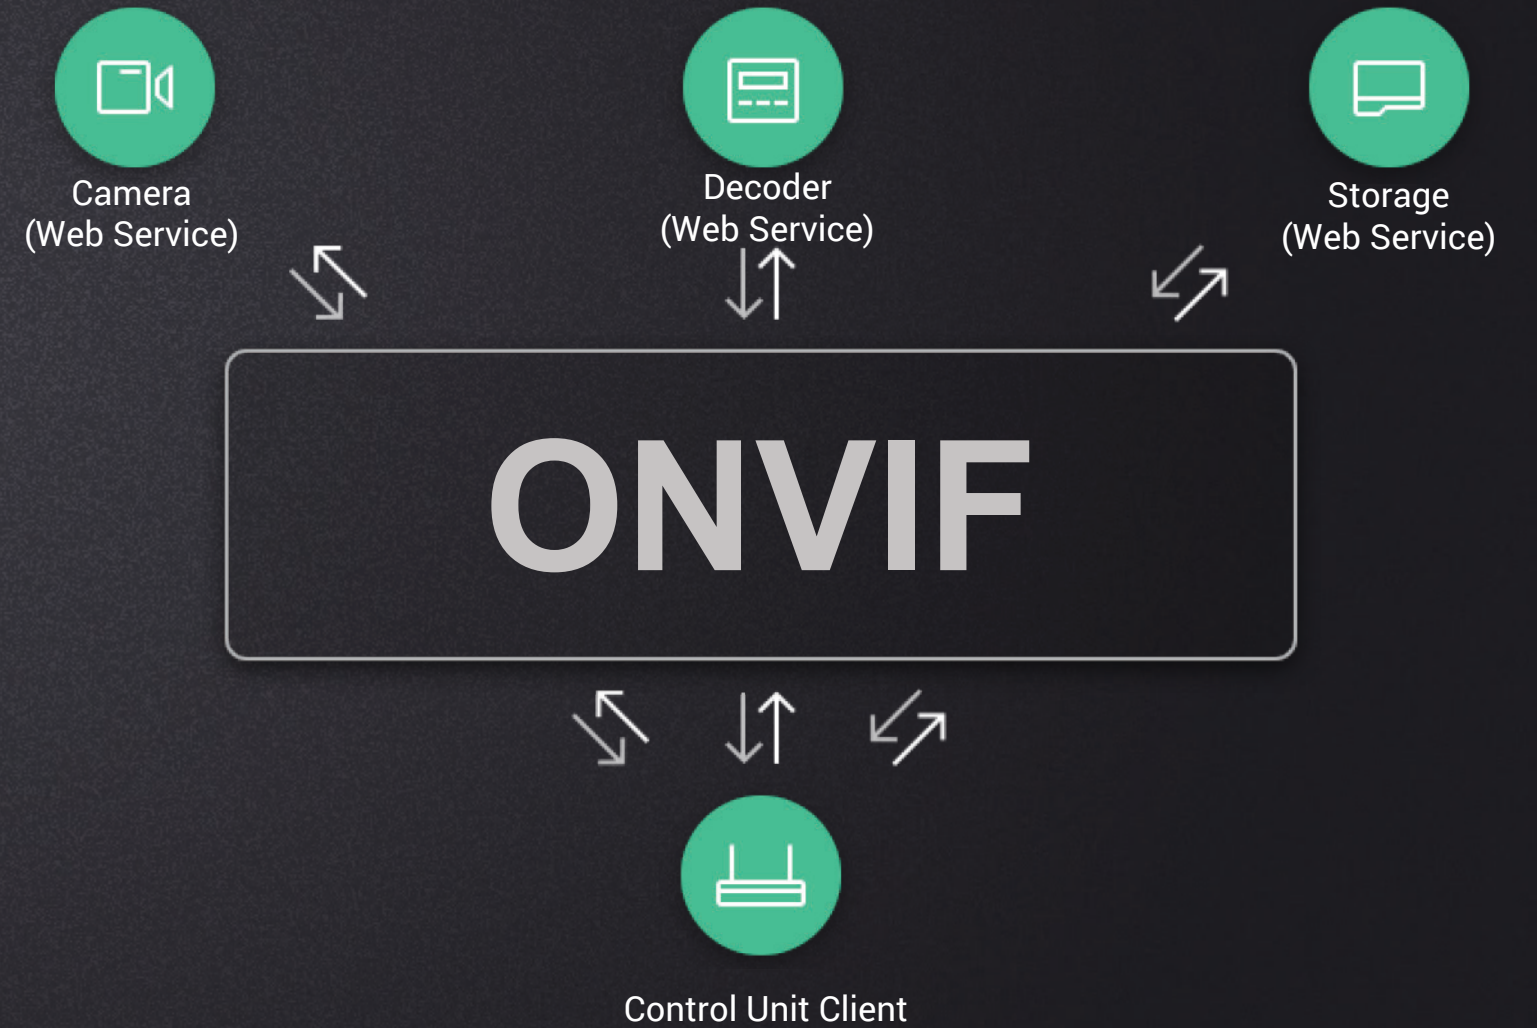 Camera
(Web Service)
Decoder
(Web Service)
Storage
(Web Service)
ONVIF
Control Unit Client